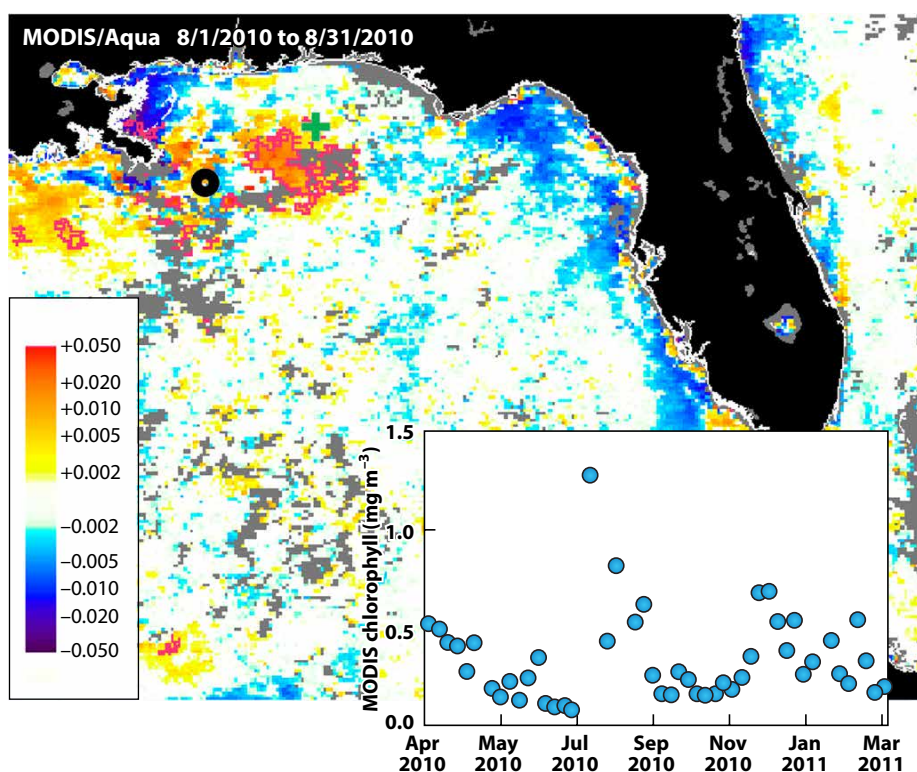 MODIS/Aqua 8/1/2010 to 8/31/2010
+0.050
+0.020
+0.010
+0.005
+0.002
−0.002
−0.005
−0.010
−0.020
−0.050
MODIS chlorophyll (mg m⁻³)
1.5
1.0
0.5
0.0
Apr 2010
May 2010
Jul 2010
Sep 2010
Nov 2010
Jan 2011
Mar 2011